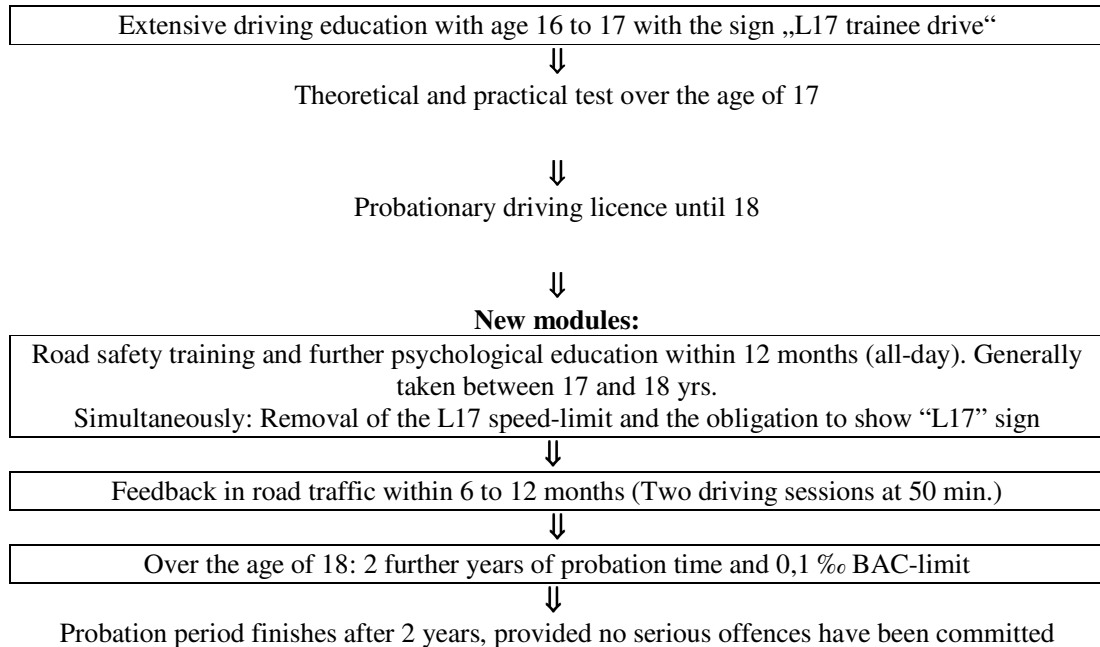 Extensive driving education with age 16 to 17 with the sign „L17 trainee drive“
⇓
Theoretical and practical test over the age of 17
⇓
Probationary driving licence until 18
⇓
New modules:
Road safety training and further psychological education within 12 months (all-day). Generally
taken between 17 and 18 yrs.
Simultaneously: Removal of the L17 speed-limit and the obligation to show “L17” sign
⇓
Feedback in road traffic within 6 to 12 months (Two driving sessions at 50 min.)
⇓
Over the age of 18: 2 further years of probation time and 0,1 ‰ BAC-limit
⇓
Probation period finishes after 2 years, provided no serious offences have been committed